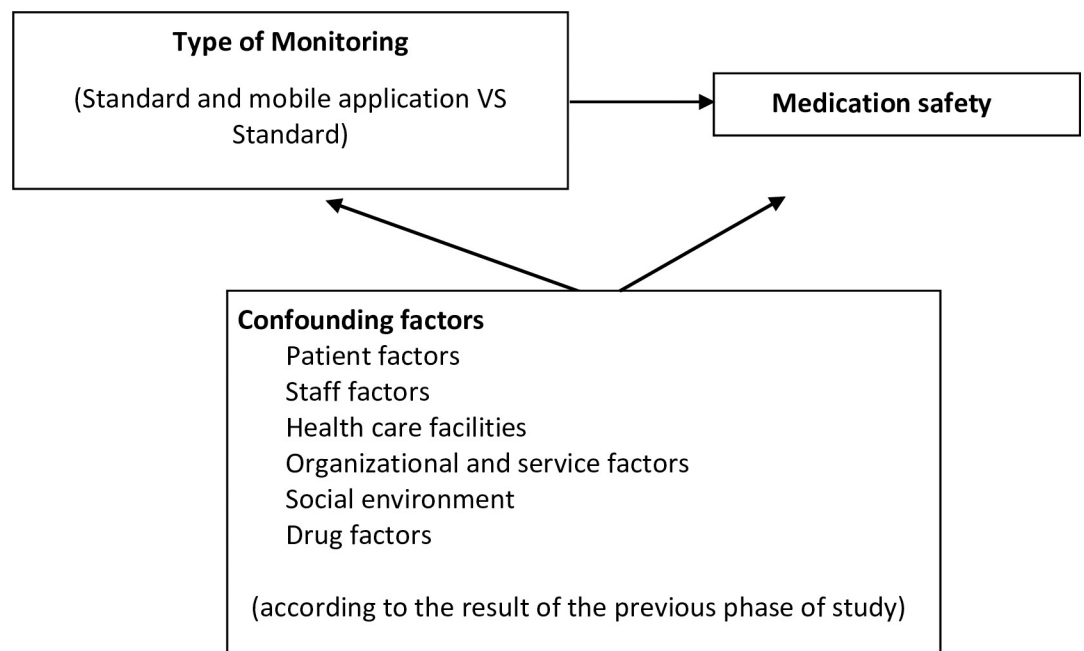 Type of Monitoring
(Standard and mobile application VS
Standard)
Medication safety
Confounding factors
Patient factors
Staff factors
Health care facilities
Organizational and service factors
Social environment
Drug factors
(according to the result of the previous phase of study)